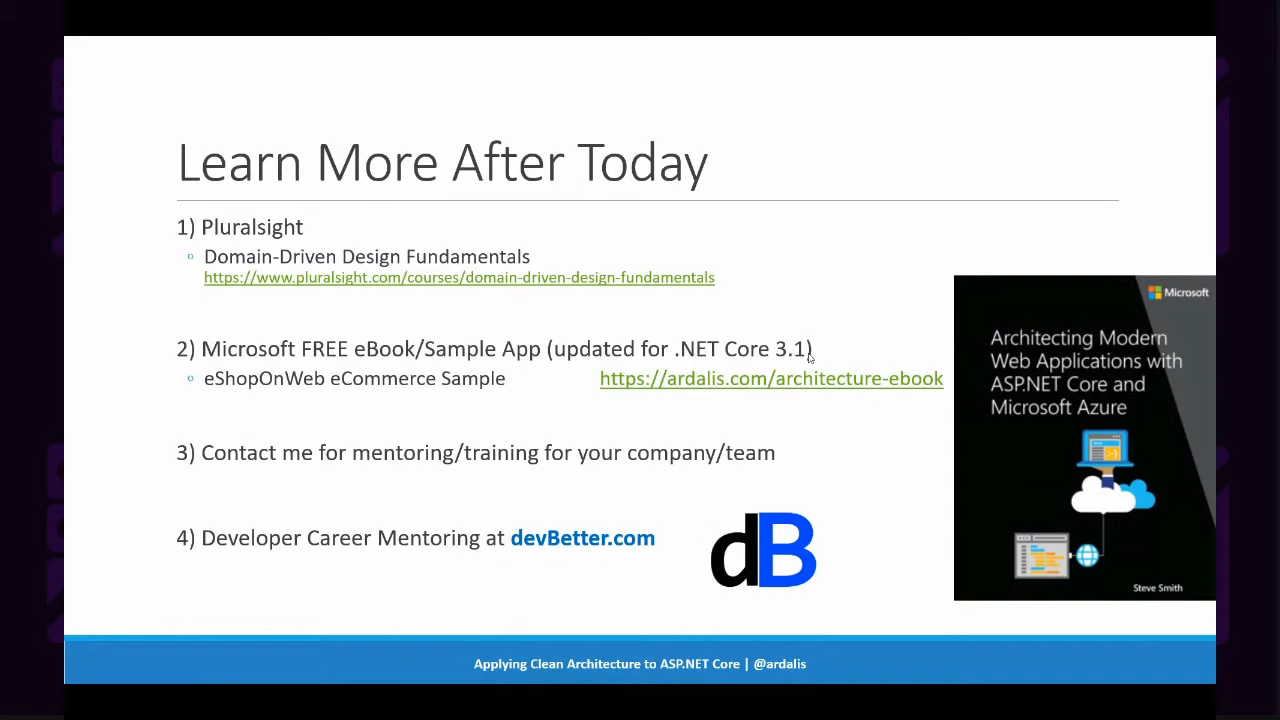 Learn More After Today
1) Pluralsight
Domain-Driven Design Fundamentals
https://www.pluralsight.com/courses/domain-driven-design-fundamentals
2) Microsoft FREE eBook/Sample App (updated for .NET Core 3.1)
eShopOnWeb eCommerce Sample https://ardalis.com/architecture-ebook
3) Contact me for mentoring/training for your company/team
4) Developer Career Mentoring at devBetter.com
dB
Microsoft
Architecting Modern
Web Applications with
ASP.NET Core and
Microsoft Azure
Steve Smith
Applying Clean Architecture to ASP.NET Core | @ardalis